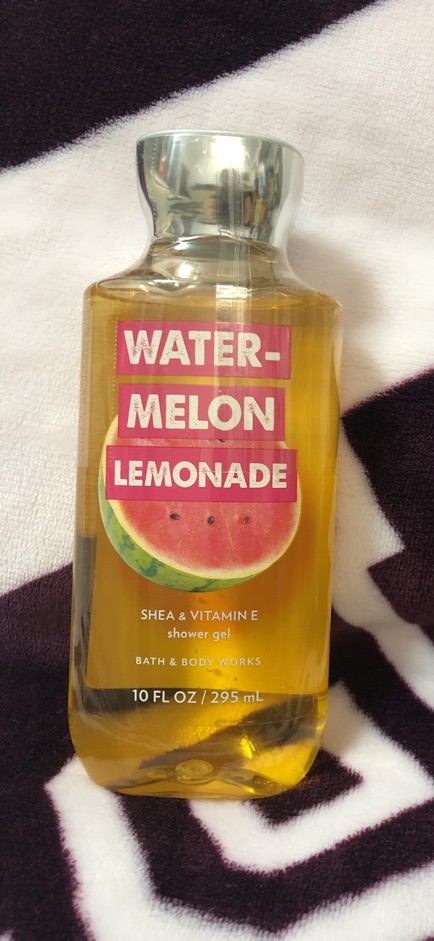 WATER-
MELON
LEMONADE
SHEA & VITAMIN E
shower gel
BATH & BODY WORKS
10 FL OZ / 295 mL